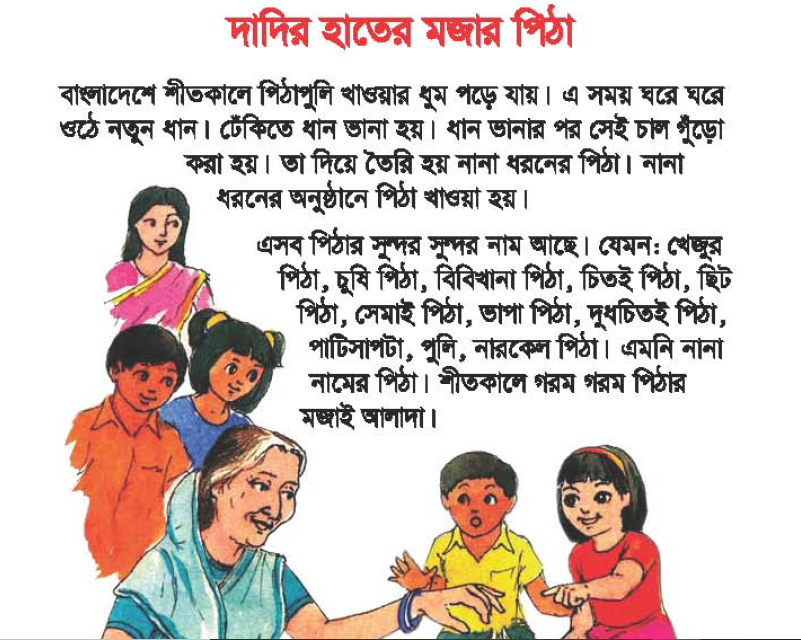 দাদির হাতের মজার পিঠা
বাংলাদেশে শীতকালে পিঠাপুলি খাওয়ার ধুম পড়ে যায়। এ সময় ঘরে ঘরে
ওঠে নতুন ধান। ঢেঁকিতে ধান ভানা হয়। ধান ভানার পর সেই চাল গুঁড়ো
করা হয়। তা দিয়ে তৈরি হয় নানা ধরনের পিঠা। নানা
ধরনের অনুষ্ঠানে পিঠা খাওয়া হয়।
এসব পিঠার সুন্দর সুন্দর নাম আছে। যেমন: খেজুর
পিঠা, চুষি পিঠা, বিবিখানা পিঠা, চিতই পিঠা, ছিট
পিঠা, সেমাই পিঠা, ভাপা পিঠা, দুধচিতই পিঠা,
পাটিসাপটা, পুলি, নারকেল পিঠা। এমনি নানা
নামের পিঠা। শীতকালে গরম গরম পিঠার
মজাই আলাদা।